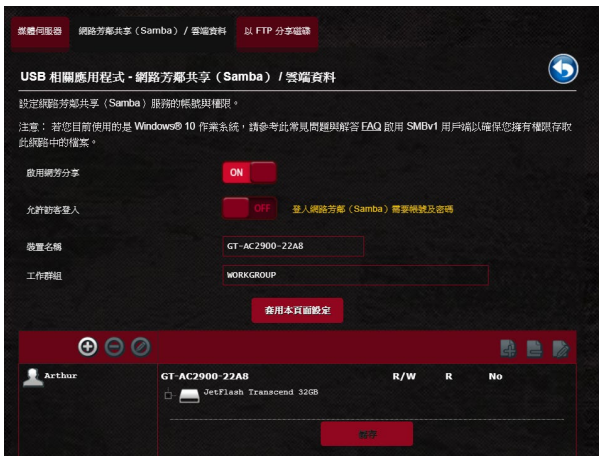 媒體伺服器 網路芳鄰共享（Samba）/ 雲端資料 以 FTP 分享磁碟
USB 相關應用程式 - 網路芳鄰共享（Samba）/ 雲端資料
設定網路芳鄰共享（Samba）服務的帳號與權限。
注意： 若您目前使用的是 Windows® 10 作業系統，請參考此常見問題與解答 FAQ 啟用 SMBv1 用戶端以確保您擁有權限存取
此網路中的檔案。
啟用網芳分享 ON
允許訪客登入 OFF 登入網路芳鄰（Samba）需要帳號及密碼
裝置名稱 GT-AC2900-22A8
工作群組 WORKGROUP
套用本頁面設定
Arthur GT-AC2900-22A8 R/W R No
JetFlash Transcend 32GB
儲存